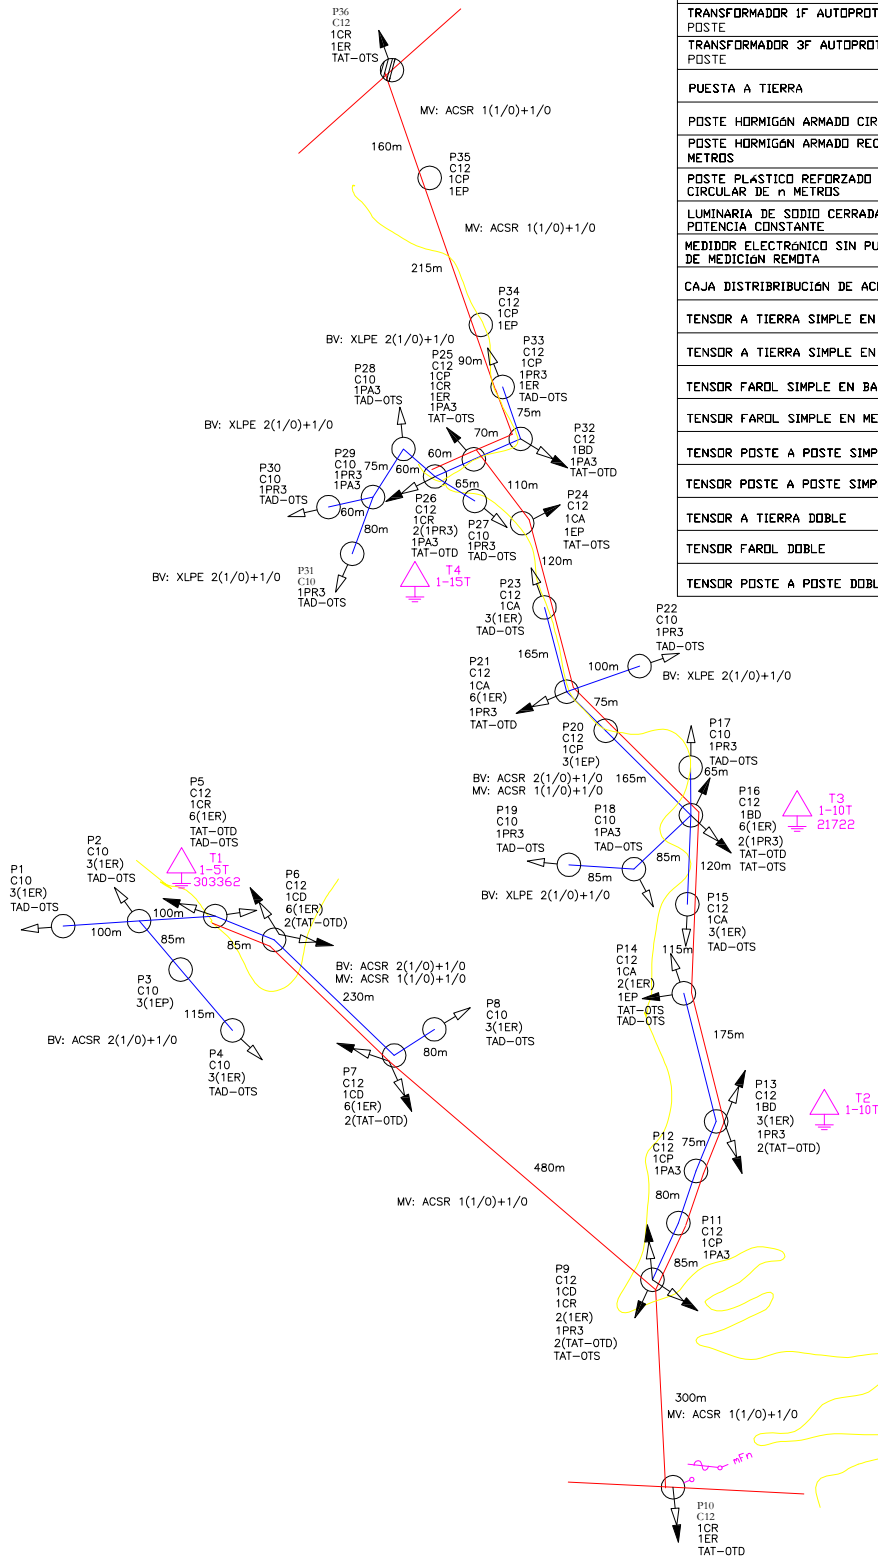 P36
C12
1CR
1ER
TAT-0TS
MV: ACSR 1(1/0)+1/0
160m
P35
C12
1CP
1EP
MV: ACSR 1(1/0)+1/0
215m
P34
C12
1CP
1EP
BV: XLPE 2(1/0)+1/0
90m
P33
C12
1CP
1PR3
1ER
TAD-0TS
P25
C12
1CP
1CR
1ER
1PA3
TAT-0TS
P28
C10
1PR3
TAD-0TS
75m
70m
P32
C12
1BD
1PA3
TAT-0TD
BV: XLPE 2(1/0)+1/0
P29
C10
1PR3
1PA3
75m
60m
60m
P30
C10
1PR3
TAD-0TS
60m
65m
110m
80m
P26
C12
1CR
2(1PR3)
1PA3
TAT-0TD
P27
C10
1PR3
TAD-0TS
P24
C12
1CA
1EP
TAT-0TS
BV: XLPE 2(1/0)+1/0
P31
C10
1PR3
TAD-0TS
T4
1-15T
120m
P23
C12
1CA
3(1ER)
TAD-0TS
165m
P22
C10
1PR3
TAD-0TS
100m
BV: XLPE 2(1/0)+1/0
P21
C12
1CA
6(1ER)
1PR3
TAT-0TD
75m
P20
C12
1CP
3(1EP)
P17
C10
1PR3
TAD-0TS
65m
165m
BV: ACSR 2(1/0)+1/0
MV: ACSR 1(1/0)+1/0
P16
C12
1BD
6(1ER)
2(1PR3)
TAT-0TD
TAT-0TS
T3
1-10T
21722
P19
C10
1PR3
TAD-0TS
P18
C10
1PA3
TAD-0TS
85m
85m
120m
BV: XLPE 2(1/0)+1/0
P15
C12
1CA
3(1ER)
TAD-0TS
P5
C12
1CR
6(1ER)
TAT-0TD
TAD-0TS
T1
1-5T
303362
P2
C10
3(1ER)
TAD-0TS
P1
C10
3(1ER)
TAD-0TS
P6
C12
1CD
6(1ER)
2(TAT-0TD)
100m
100m
85m
85m
P3
C10
3(1EP)
115m
BV: ACSR 2(1/0)+1/0
P4
C10
3(1ER)
TAD-0TS
BV: ACSR 2(1/0)+1/0
MV: ACSR 1(1/0)+1/0
230m
P8
C10
3(1ER)
TAD-0TS
80m
P7
C12
1CD
6(1ER)
2(TAT-0TD)
115m
P14
C12
1CA
2(1ER)
1EP
TAT-0TS
TAD-0TS
175m
P13
C12
1BD
3(1ER)
1PR3
2(TAT-0TD)
T2
1-10T
P12
C12
1CP
1PA3
75m
80m
P11
C12
1CP
1PA3
85m
480m
MV: ACSR 1(1/0)+1/0
P9
C12
1CD
1CR
2(1ER)
1PR3
2(TAT-0TD)
TAT-0TS
300m
MV: ACSR 1(1/0)+1/0
mFn
P10
C12
1CR
1ER
TAT-0TD
TRANSFORMADOR 1F AUTOPROT
POSTE
TRANSFORMADOR 3F AUTOPROT
POSTE
PUESTA A TIERRA
POSTE HORMIGóN ARMADO CIR
POSTE HORMIGóN ARMADO REC
METROS
POSTE PLáSTICO REFORZADO
CIRCULAR DE n METROS
LUMINARIA DE SODIO CERRADA
POTENCIA CONSTANTE
MEDIDOR ELECTRóNICO SIN PU
DE MEDICIóN REMOTA
CAJA DISTRIBRIBUCIóN DE ACE
TENSOR A TIERRA SIMPLE EN
TENSOR A TIERRA SIMPLE EN
TENSOR FAROL SIMPLE EN BA
TENSOR FAROL SIMPLE EN ME
TENSOR POSTE A POSTE SIMP
TENSOR POSTE A POSTE SIMP
TENSOR A TIERRA DOBLE
TENSOR FAROL DOBLE
TENSOR POSTE A POSTE DOBL